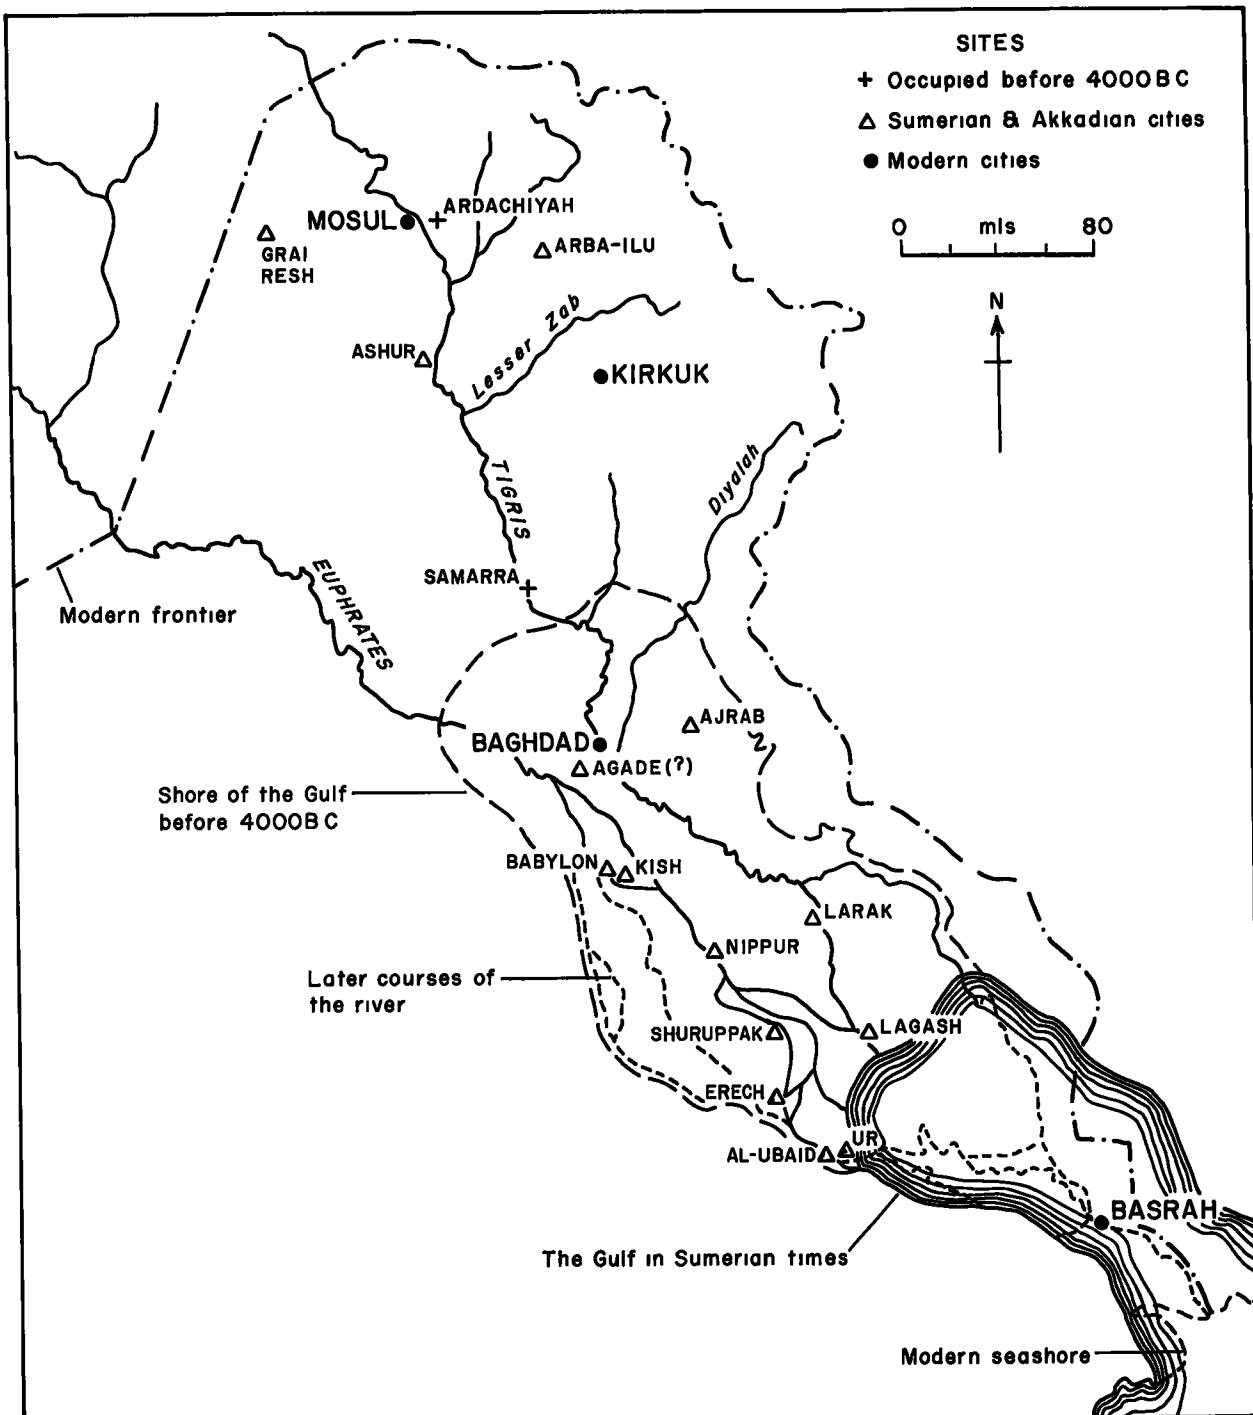 SITES
+ Occupied before 4000BC
△ Sumerian & Akkadian cities
● Modern cities
0 mls 80
N
MOSUL
ARDACHIYAH
GRAI
RESH
ARBA-ILU
ASHUR
Lesser Zab
KIRKUK
TIGRIS
Diyalah
SAMARRA
EUPHRATES
Modern frontier
AJRAB
BAGHDAD
AGADE(?)
Shore of the Gulf
before 4000BC
BABYLON
KISH
LARAK
NIPPUR
Later courses of
the river
SHURUPPAK
LAGASH
ERECH
UR
AL-UBAID
BASRAH
The Gulf in Sumerian times
Modern seashore